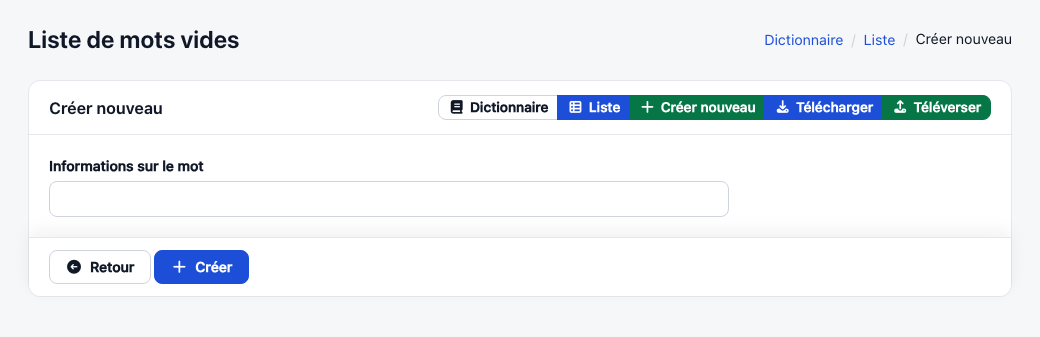 Liste de mots vides
Dictionnaire / Liste / Créer nouveau
Créer nouveau
Dictionnaire Liste Créer nouveau Télécharger Téléverser
Informations sur le mot
Retour Créer